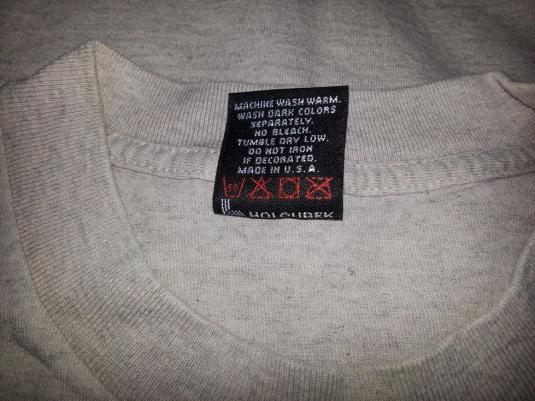 MACHINE WASH WARM.
WASH DARK COLORS
SEPARATELY.
NO BLEACH.
TUMBLE DRY LOW.
DO NOT IRON
IF DECORATED.
MADE IN U.S.A.
50
HOLOUBEK